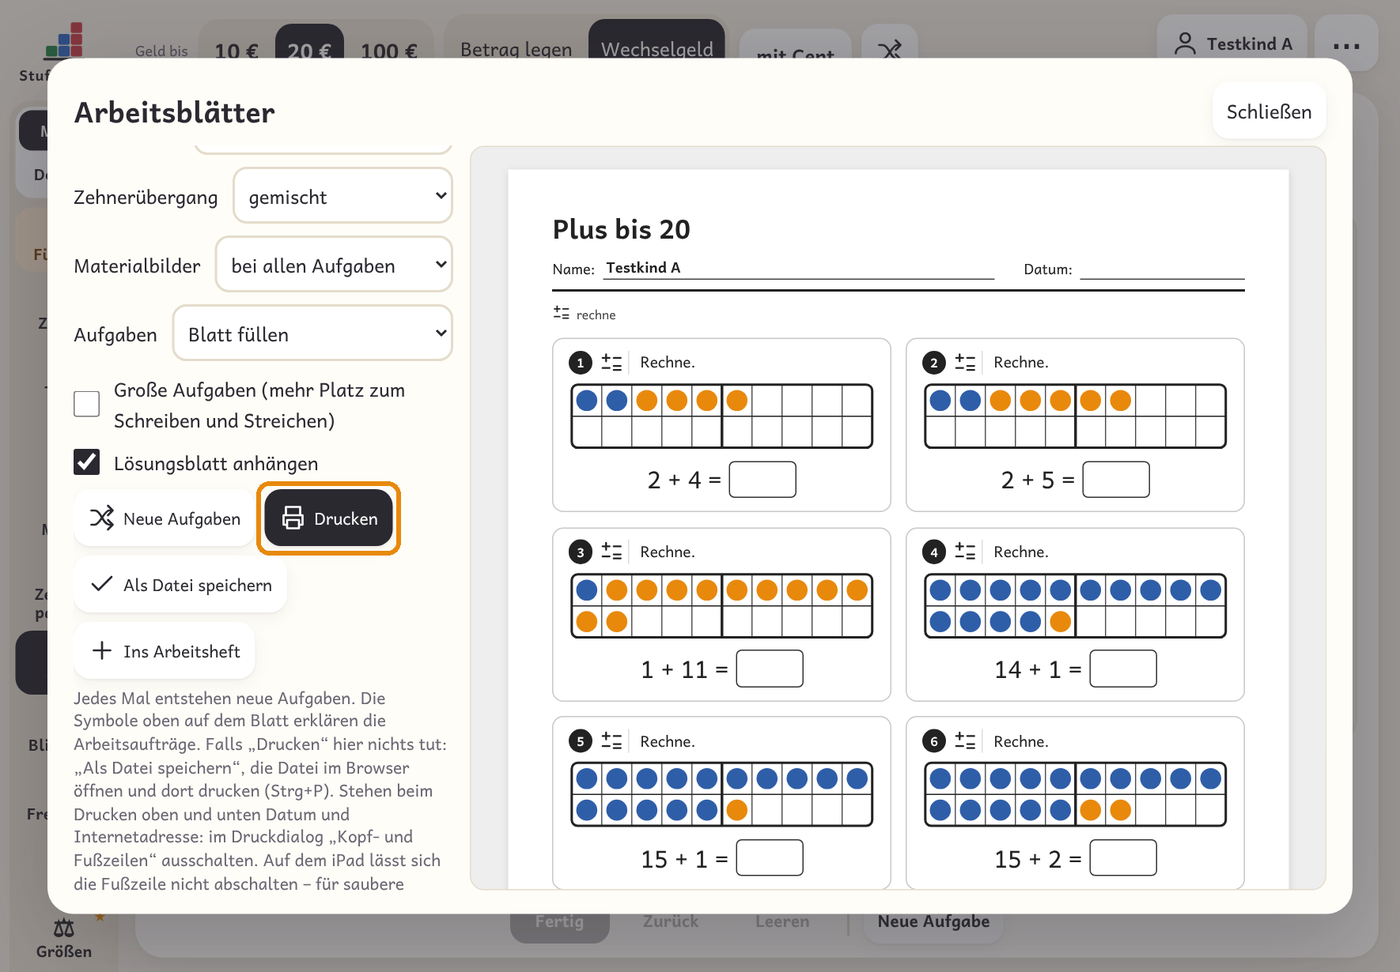 Geld bis
10 €
20 €
100 €
Betrag legen
Wechselgeld
mit Cent
Testkind A
...
Arbeitsblätter
Schließen
Zehnerübergang
gemischt
Materialbilder
bei allen Aufgaben
Aufgaben
Blatt füllen
Große Aufgaben (mehr Platz zum
Schreiben und Streichen)
Lösungsblatt anhängen
Neue Aufgaben
Drucken
Als Datei speichern
Ins Arbeitsheft
Jedes Mal entstehen neue Aufgaben. Die
Symbole oben auf dem Blatt erklären die
Arbeitsaufträge. Falls „Drucken“ hier nichts tut:
„Als Datei speichern“, die Datei im Browser
öffnen und dort drucken (Strg+P). Stehen beim
Drucken oben und unten Datum und
Internetadresse: im Druckdialog „Kopf- und
Fußzeilen“ ausschalten. Auf dem iPad lässt sich
die Fußzeile nicht abschalten – für saubere
Plus bis 20
Name: Testkind A
Datum:
+− = rechne
1 Rechne.
2 + 4 =
2 Rechne.
2 + 5 =
3 Rechne.
1 + 11 =
4 Rechne.
14 + 1 =
5 Rechne.
15 + 1 =
6 Rechne.
15 + 2 =
Fertig
Zurück
Leeren
Neue Aufgabe
Größen